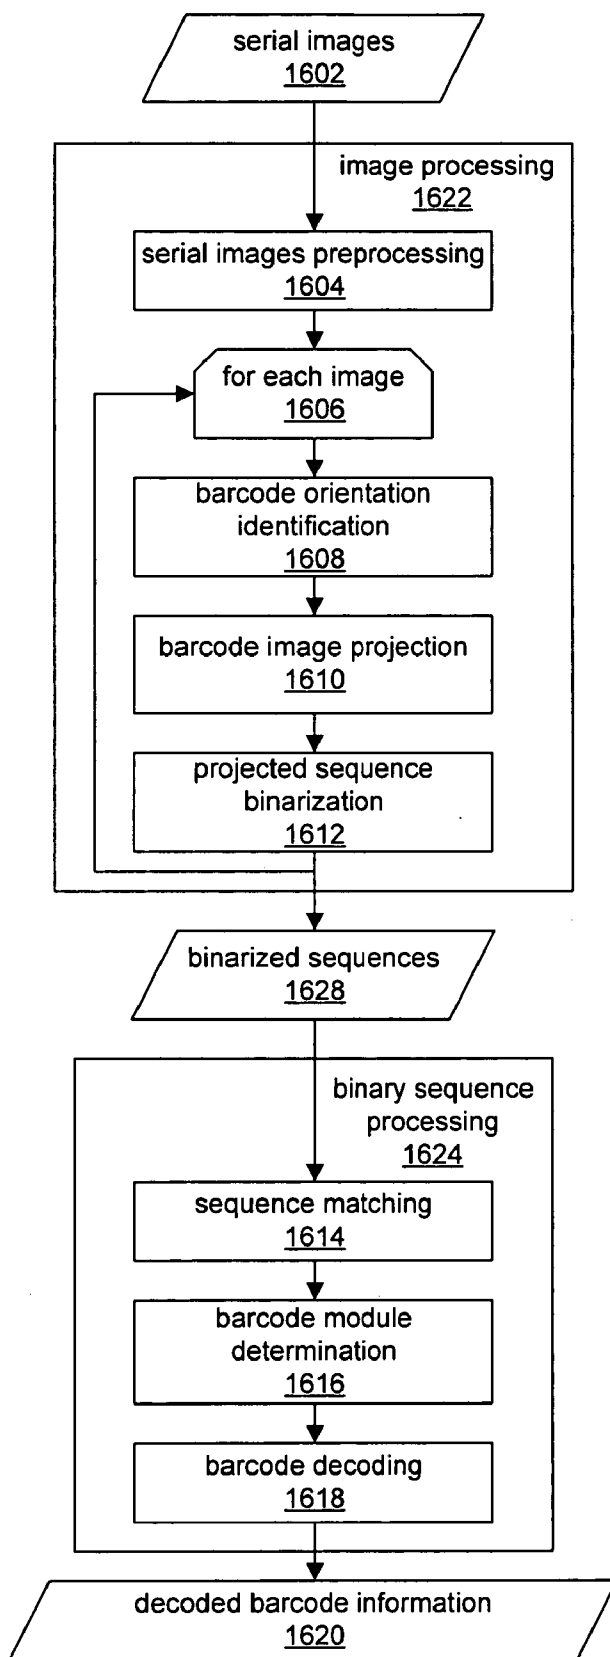 serial images
1602
image processing
1622
serial images preprocessing
1604
for each image
1606
barcode orientation
identification
1608
barcode image projection
1610
projected sequence
binarization
1612
binarized sequences
1628
binary sequence
processing
1624
sequence matching
1614
barcode module
determination
1616
barcode decoding
1618
decoded barcode information
1620